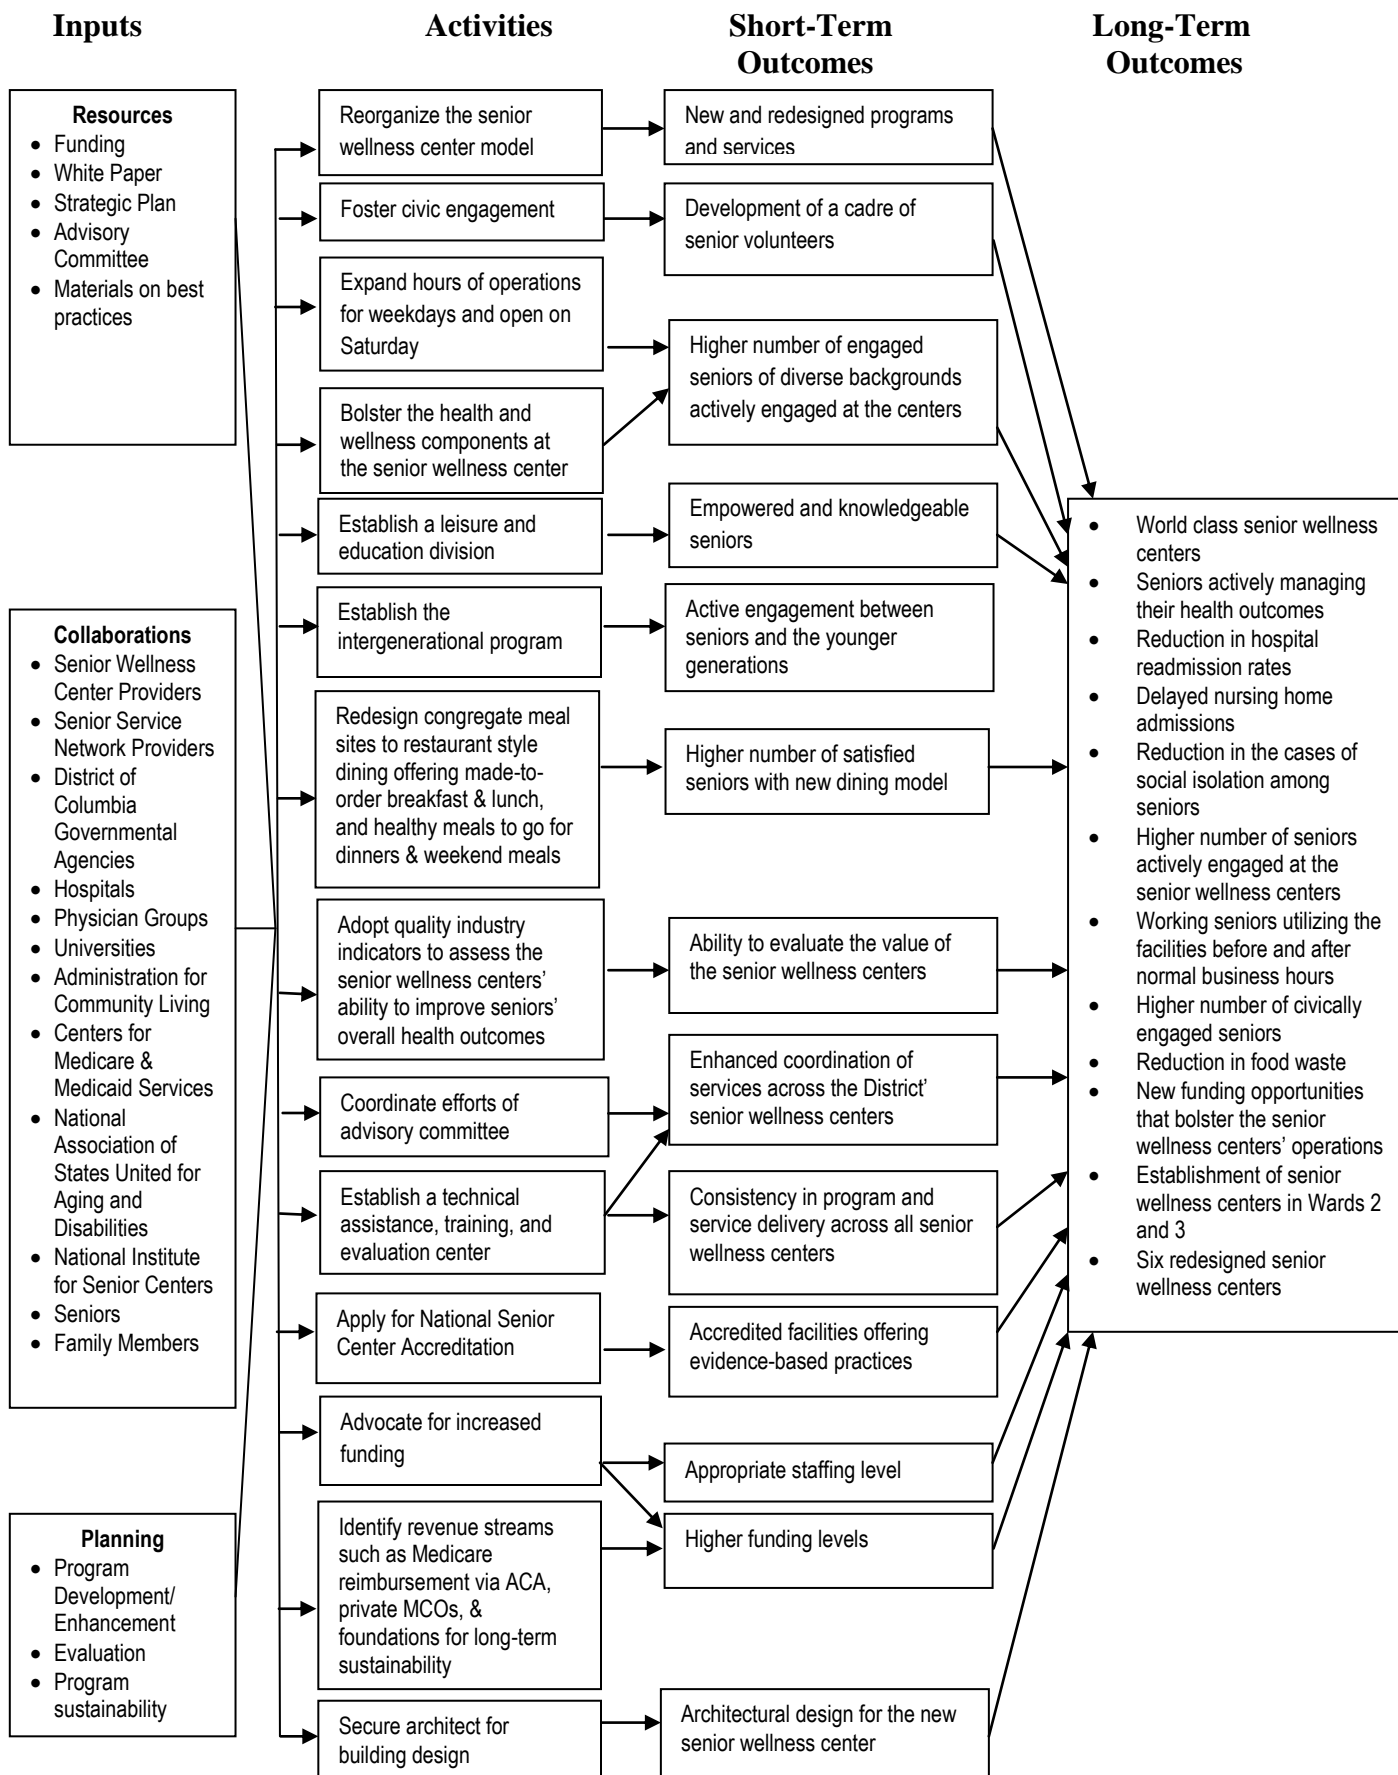 Inputs
Activities
Short-Term
Outcomes
Long-Term
Outcomes
Resources
• Funding
• White Paper
• Strategic Plan
• Advisory
Committee
• Materials on best
practices
Collaborations
• Senior Wellness
Center Providers
• Senior Service
Network Providers
• District of
Columbia
Governmental
Agencies
• Hospitals
• Physician Groups
• Universities
• Administration for
Community Living
• Centers for
Medicare &
Medicaid Services
• National
Association of
States United for
Aging and
Disabilities
• National Institute
for Senior Centers
• Seniors
• Family Members
Planning
• Program
Development/
Enhancement
• Evaluation
• Program
sustainability
Reorganize the senior
wellness center model
Foster civic engagement
Expand hours of operations
for weekdays and open on
Saturday
Bolster the health and
wellness components at
the senior wellness center
Establish a leisure and
education division
Establish the
intergenerational program
Redesign congregate meal
sites to restaurant style
dining offering made-to-
order breakfast & lunch,
and healthy meals to go for
dinners & weekend meals
Adopt quality industry
indicators to assess the
senior wellness centers’
ability to improve seniors’
overall health outcomes
Coordinate efforts of
advisory committee
Establish a technical
assistance, training, and
evaluation center
Apply for National Senior
Center Accreditation
Advocate for increased
funding
Identify revenue streams
such as Medicare
reimbursement via ACA,
private MCOs, &
foundations for long-term
sustainability
Secure architect for
building design
New and redesigned programs
and services
Development of a cadre of
senior volunteers
Higher number of engaged
seniors of diverse backgrounds
actively engaged at the centers
Empowered and knowledgeable
seniors
Active engagement between
seniors and the younger
generations
Higher number of satisfied
seniors with new dining model
Ability to evaluate the value of
the senior wellness centers
Enhanced coordination of
services across the District’
senior wellness centers
Consistency in program and
service delivery across all senior
wellness centers
Accredited facilities offering
evidence-based practices
Appropriate staffing level
Higher funding levels
Architectural design for the new
senior wellness center
• World class senior wellness
centers
• Seniors actively managing
their health outcomes
• Reduction in hospital
readmission rates
• Delayed nursing home
admissions
• Reduction in the cases of
social isolation among
seniors
• Higher number of seniors
actively engaged at the
senior wellness centers
• Working seniors utilizing the
facilities before and after
normal business hours
• Higher number of civically
engaged seniors
• Reduction in food waste
• New funding opportunities
that bolster the senior
wellness centers’ operations
• Establishment of senior
wellness centers in Wards 2
and 3
• Six redesigned senior
wellness centers